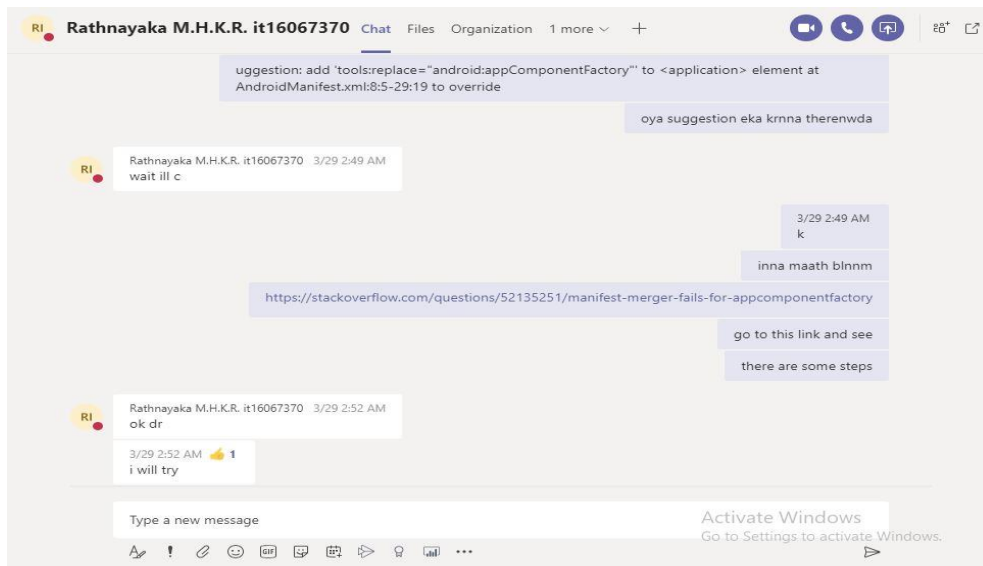 RI Rathnayaka M.H.K.R. it16067370 Chat Files Organization 1 more
uggestion: add 'tools:replace="android:appComponentFactory"' to <application> element at
AndroidManifest.xml:8:5-29:19 to override
oya suggestion eka krnna therenwda
RI
Rathnayaka M.H.K.R. it16067370 3/29 2:49 AM
wait ill c
3/29 2:49 AM
k
inna maath blnnm
https://stackoverflow.com/questions/52135251/manifest-merger-fails-for-appcomponentfactory
go to this link and see
there are some steps
RI
Rathnayaka M.H.K.R. it16067370 3/29 2:52 AM
ok dr
3/29 2:52 AM 👍 1
i will try
Type a new message
Activate Windows
Go to Settings to activate Windows.
GIF